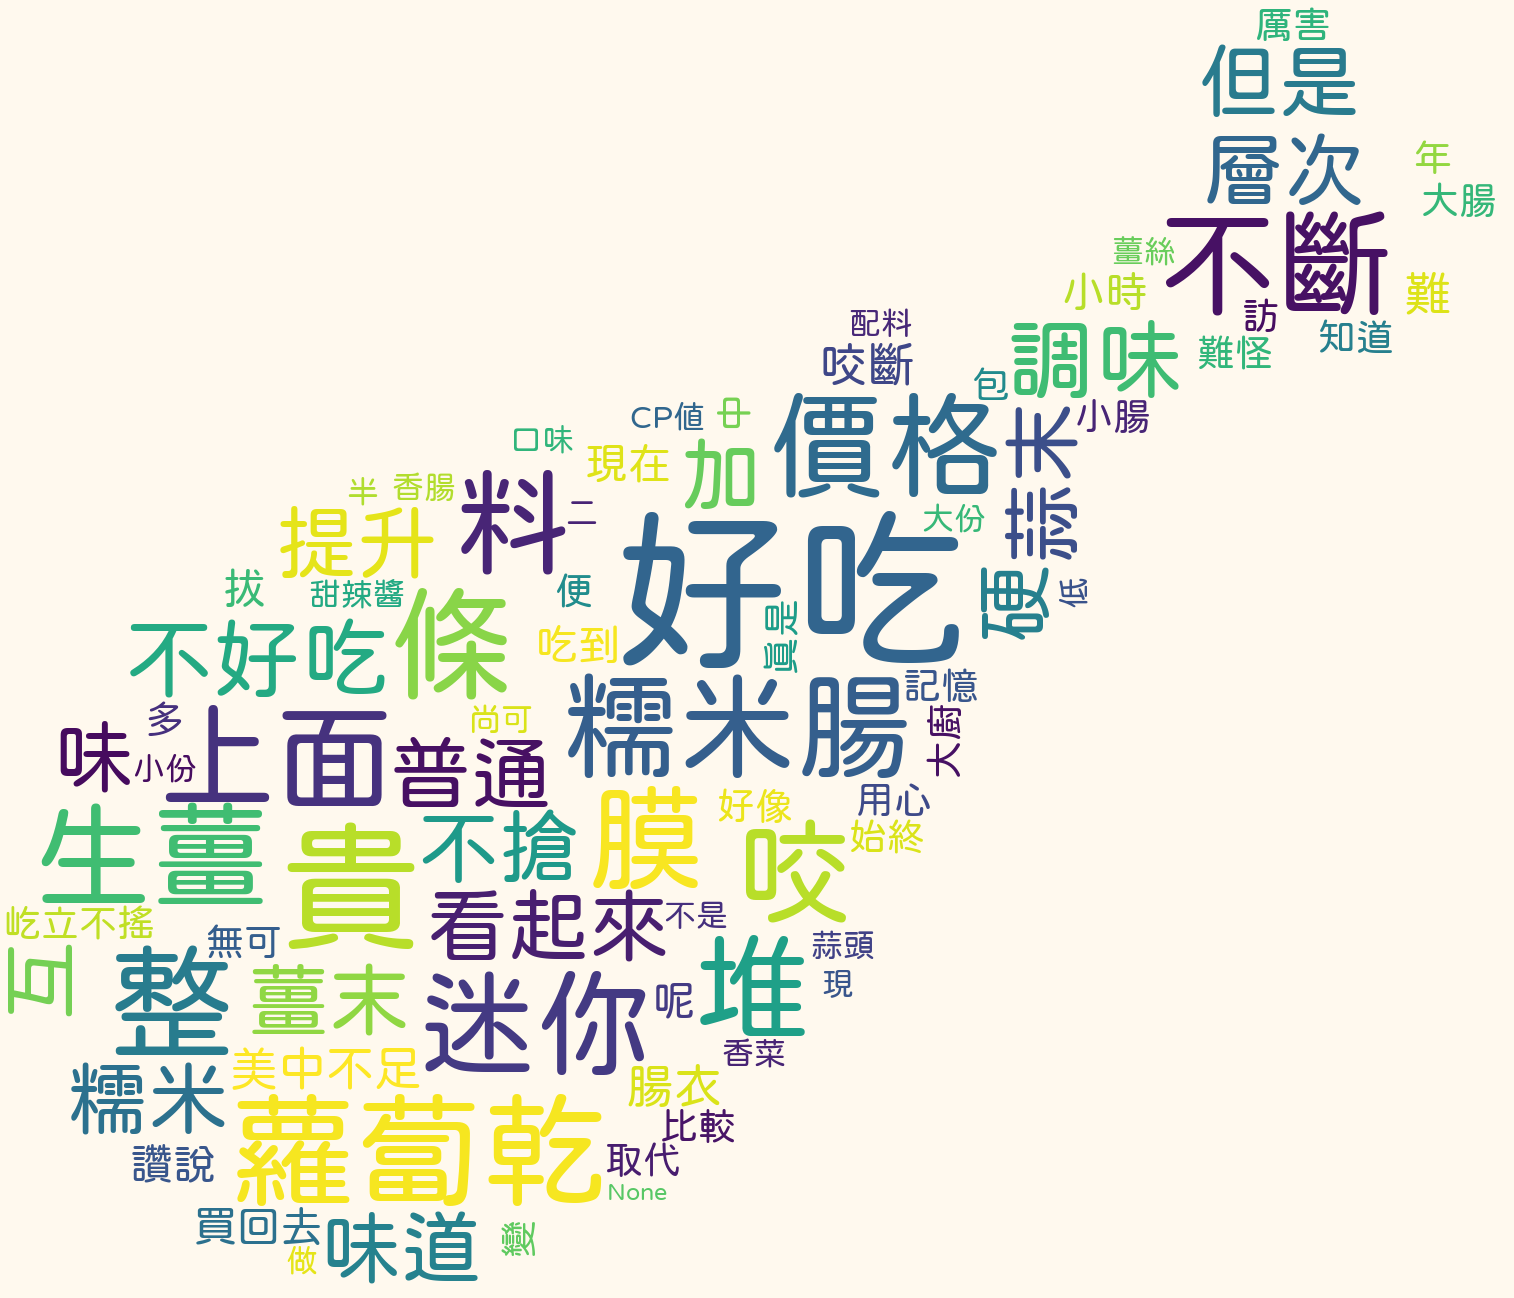 厲害
但是
層次
年
大腸
不斷
薑絲
小時
難
訪
知道
配料
調味
難怪
咬斷
包
價格
小腸
CP值
口味
現在
加
蒜末
半
香腸
料
二
大份
提升
好吃
拔
甜辣醬
便
硬
低
條
不好吃
吃到
真是
糯米腸
記憶
多
尚可
大廚
味
小份
上面
普通
膜
好像
用心
生薑
不搶
咬
始終
貴
看起來
不是
屹立不搖
無可
蒜頭
互
整
薑末
迷你
呢
堆
現
香菜
美中不足
糯米
腸衣
蘿蔔乾
比較
讚說
取代
None
買回去
味道
變
做